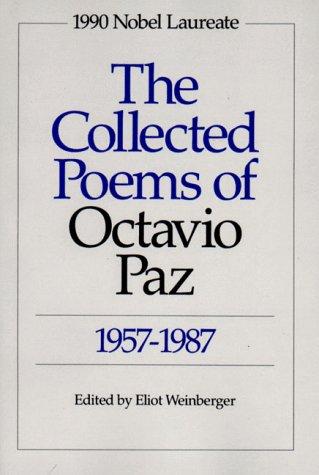 1990 Nobel Laureate
The
Collected
Poems of
Octavio
Paz
1957-1987
Edited by Eliot Weinberger